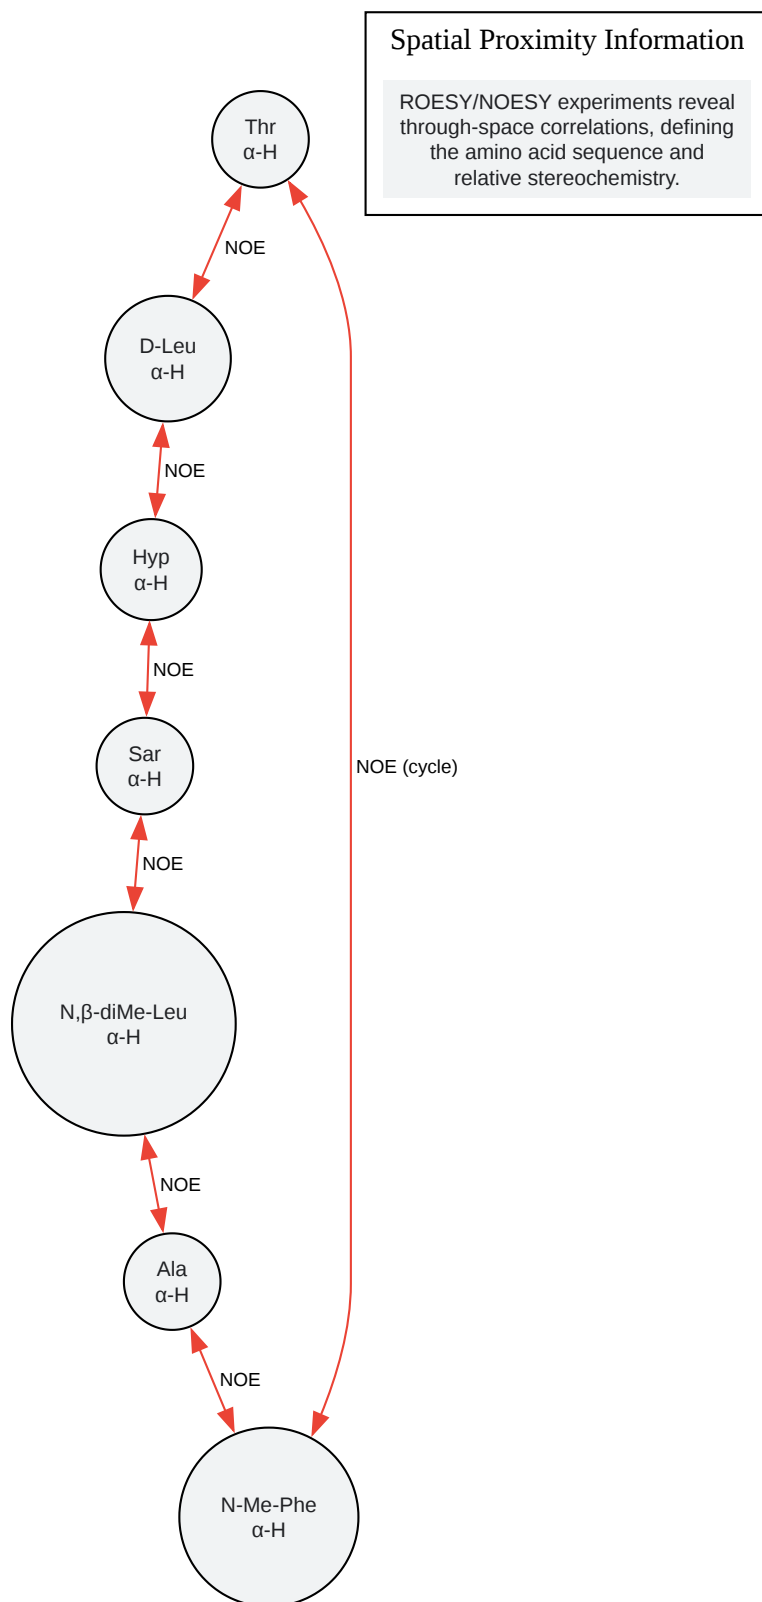 Spatial Proximity Information
ROESY/NOESY experiments reveal
through-space correlations, defining
the amino acid sequence and
relative stereochemistry.
Thr
α-H
NOE
D-Leu
α-H
NOE
Hyp
α-H
NOE
Sar
α-H
NOE (cycle)
NOE
N,β-diMe-Leu
α-H
NOE
Ala
α-H
NOE
N-Me-Phe
α-H